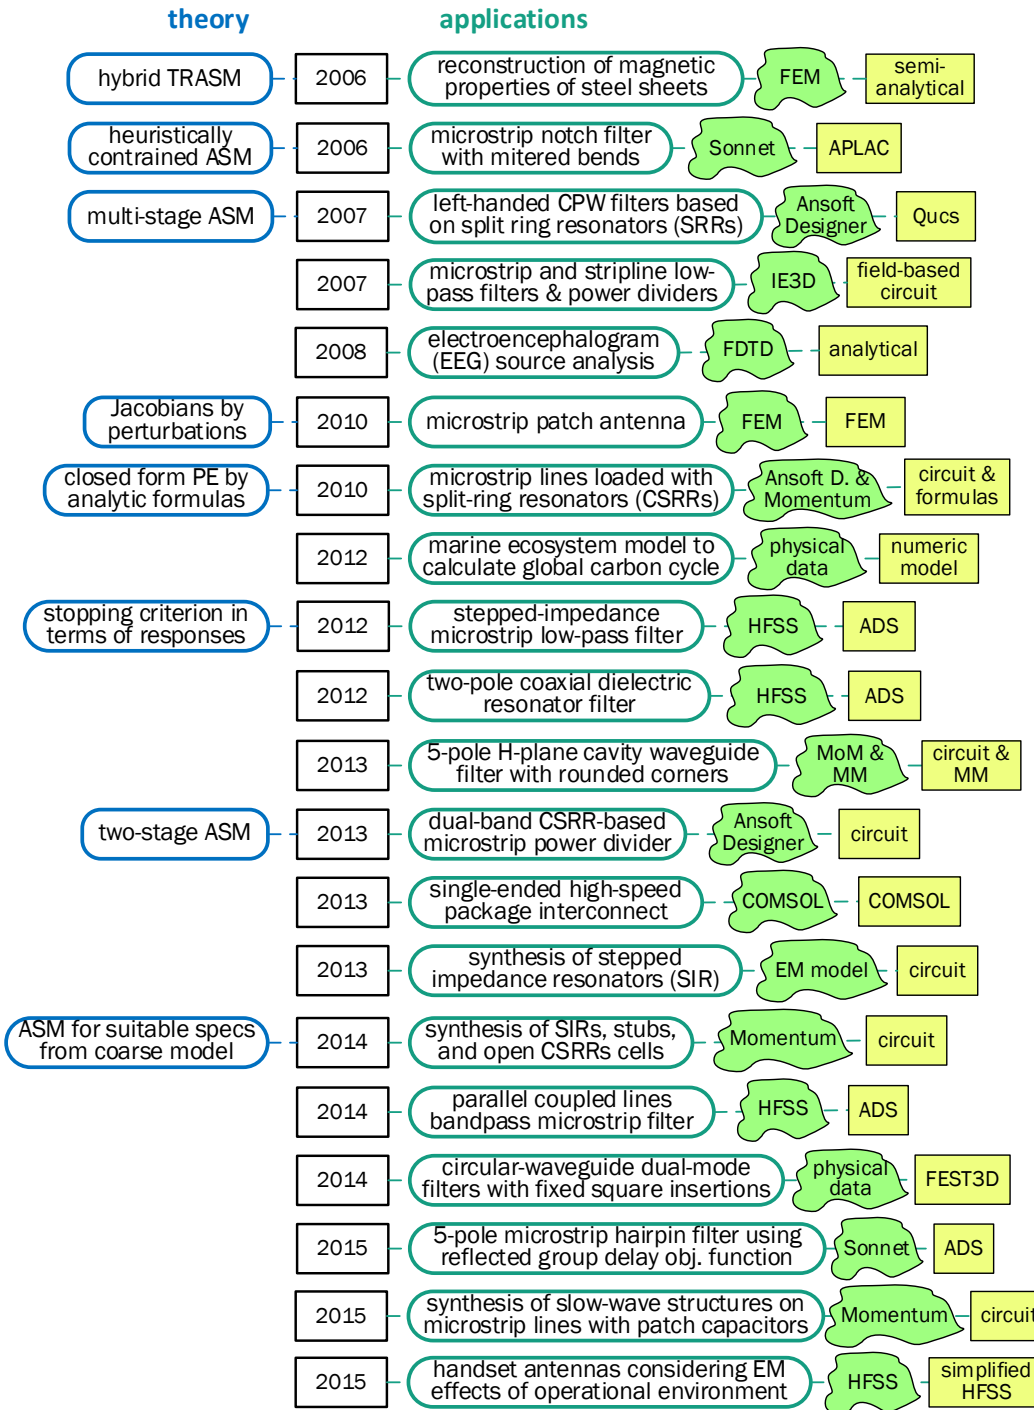 theory applications
hybrid TRASM 2006 reconstruction of magnetic properties of steel sheets FEM semi-analytical
heuristically contrained ASM 2006 microstrip notch filter with mitered bends Sonnet APLAC
multi-stage ASM 2007 left-handed CPW filters based on split ring resonators (SRRs) Ansoft Designer Qucs
2007 microstrip and stripline low-pass filters & power dividers IE3D field-based circuit
2008 electroencephalogram (EEG) source analysis FDTD analytical
Jacobians by perturbations 2010 microstrip patch antenna FEM FEM
closed form PE by analytic formulas 2010 microstrip lines loaded with split-ring resonators (CSRRs) Ansoft D. & Momentum circuit & formulas
2012 marine ecosystem model to calculate global carbon cycle physical data numeric model
stopping criterion in terms of responses 2012 stepped-impedance microstrip low-pass filter HFSS ADS
2012 two-pole coaxial dielectric resonator filter HFSS ADS
2013 5-pole H-plane cavity waveguide filter with rounded corners MoM & MM circuit & MM
two-stage ASM 2013 dual-band CSRR-based microstrip power divider Ansoft Designer circuit
2013 single-ended high-speed package interconnect COMSOL COMSOL
2013 synthesis of stepped impedance resonators (SIR) EM model circuit
ASM for suitable specs from coarse model 2014 synthesis of SIRs, stubs, and open CSRRs cells Momentum circuit
2014 parallel coupled lines bandpass microstrip filter HFSS ADS
2014 circular-waveguide dual-mode filters with fixed square insertions physical data FEST3D
2015 5-pole microstrip hairpin filter using reflected group delay obj. function Sonnet ADS
2015 synthesis of slow-wave structures on microstrip lines with patch capacitors Momentum circuit
2015 handset antennas considering EM effects of operational environment HFSS simplified HFSS